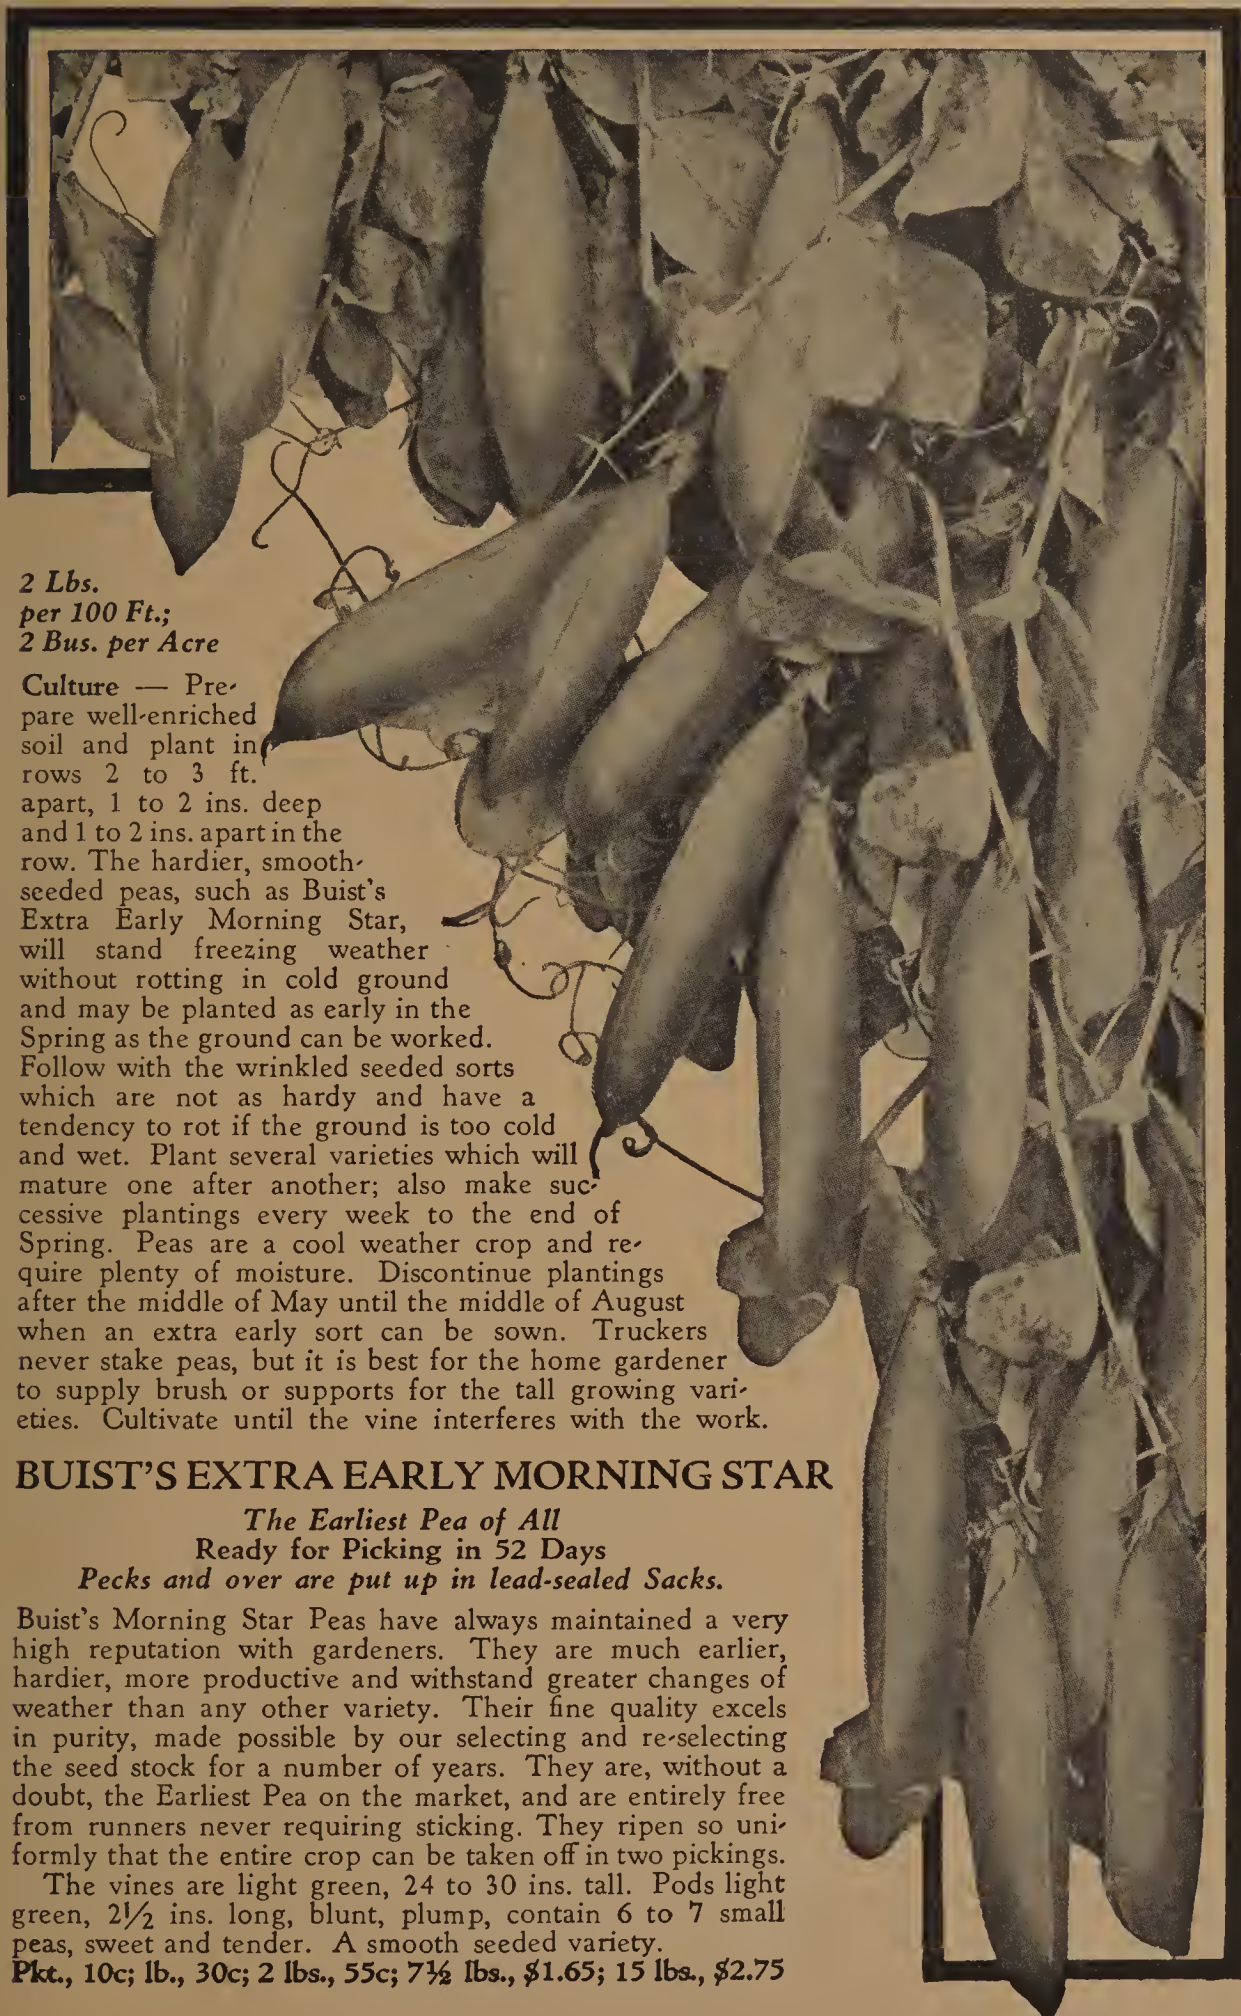 2 Lbs.
per 100 Ft.;
2 Bus. per Acre
Culture — Pre-
pare well-enriched
soil and plant in
rows 2 to 3 ft.
apart, 1 to 2 ins. deep
and 1 to 2 ins. apart in the
row. The hardier, smooth-
seeded peas, such as Buist's
Extra Early Morning Star,
will stand freezing weather
without rotting in cold ground
and may be planted as early in the
Spring as the ground can be worked.
Follow with the wrinkled seeded sorts
which are not as hardy and have a
tendency to rot if the ground is too cold
and wet. Plant several varieties which will
mature one after another; also make suc-
cessive plantings every week to the end of
Spring. Peas are a cool weather crop and re-
quire plenty of moisture. Discontinue plantings
after the middle of May until the middle of August
when an extra early sort can be sown. Truckers
never stake peas, but it is best for the home gardener
to supply brush or supports for the tall growing vari-
eties. Cultivate until the vine interferes with the work.
BUIST'S EXTRA EARLY MORNING STAR
The Earliest Pea of All
Ready for Picking in 52 Days
Pecks and over are put up in lead-sealed Sacks.
Buist's Morning Star Peas have always maintained a very
high reputation with gardeners. They are much earlier,
hardier, more productive and withstand greater changes of
weather than any other variety. Their fine quality excels
in purity, made possible by our selecting and re-selecting
the seed stock for a number of years. They are, without a
doubt, the Earliest Pea on the market, and are entirely free
from runners never requiring sticking. They ripen so uni-
formly that the entire crop can be taken off in two pickings.
The vines are light green, 24 to 30 ins. tall. Pods light
green, 2½ ins. long, blunt, plump, contain 6 to 7 small
peas, sweet and tender. A smooth seeded variety.
Pkt., 10c; lb., 30c; 2 lbs., 55c; 7½ lbs., $1.65; 15 lbs., $2.75